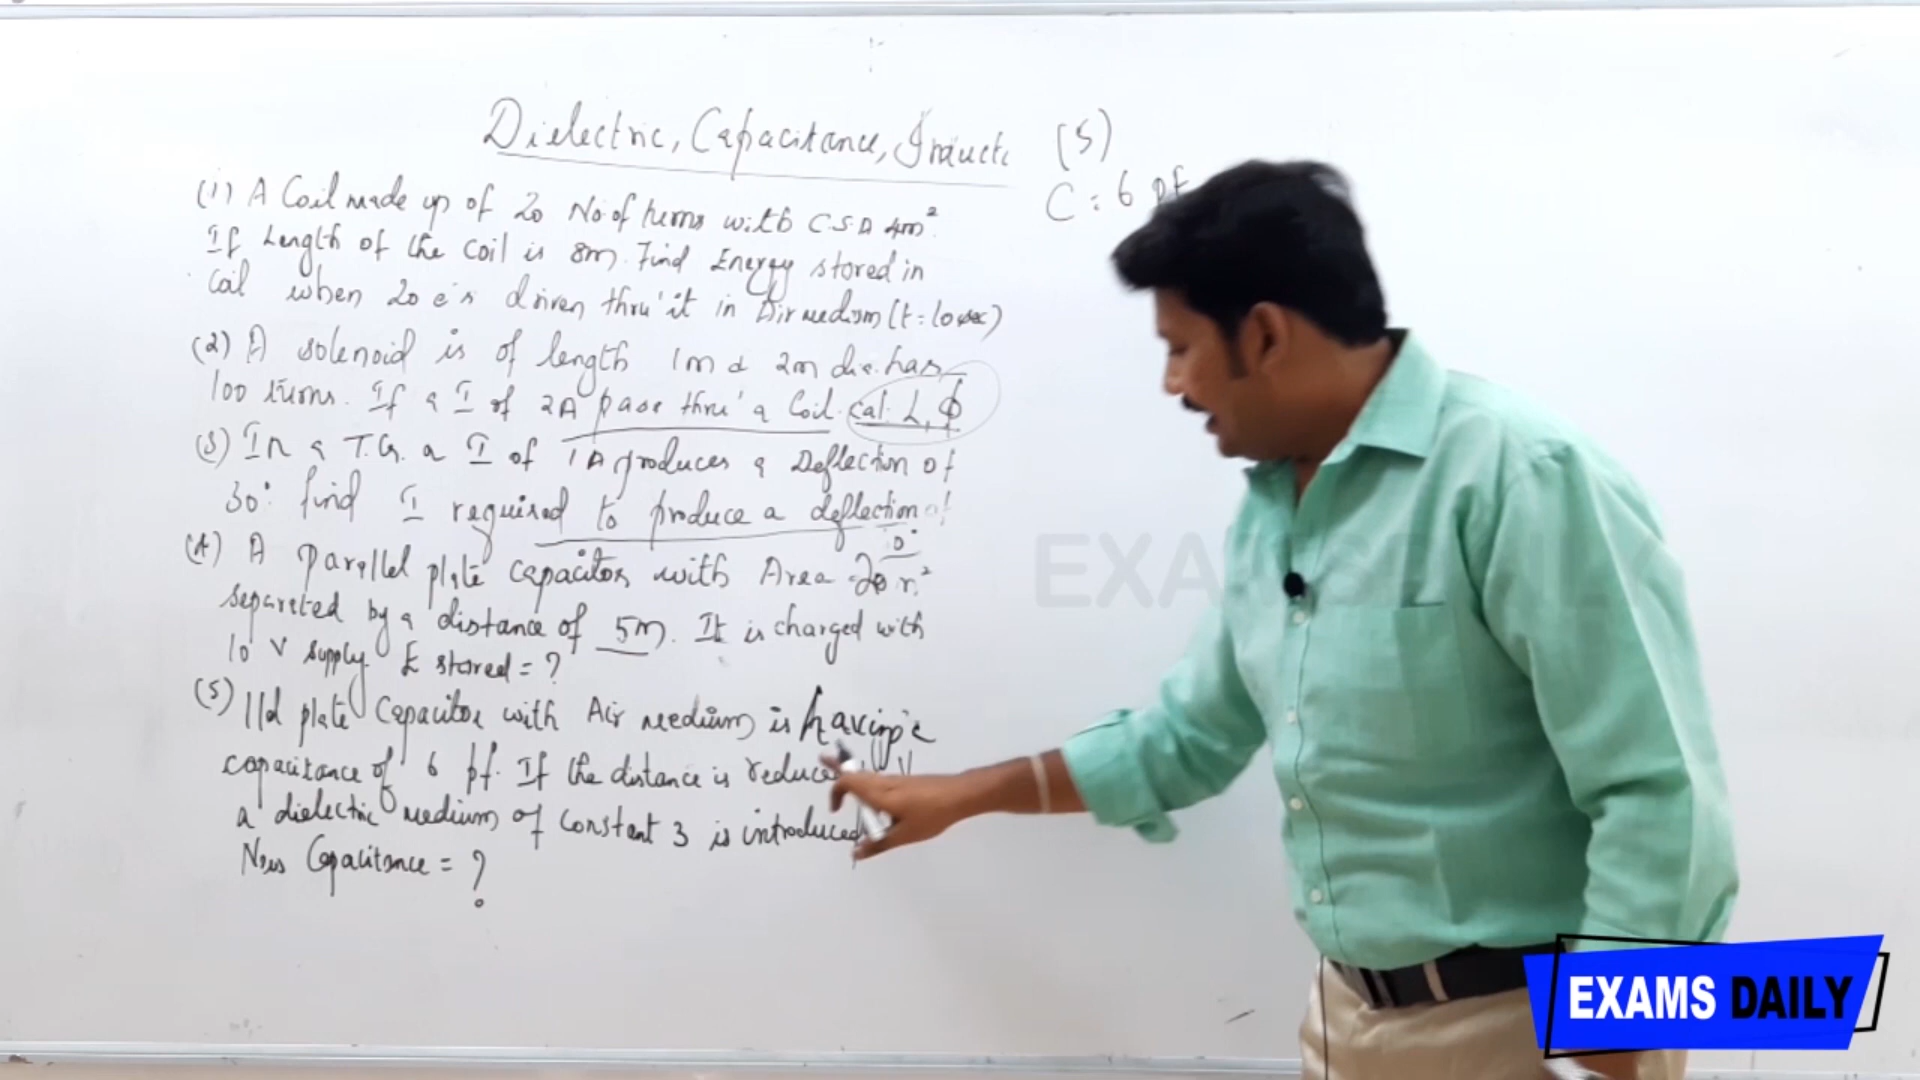 Dielectric, Capacitance, Inducta
(1) A Coil made up of 20 No. of turns with C.S.A 4m².
If Length of the coil is 8m. Find Energy stored in
Coil when 20 e's driven thru' it in Air medium (t = 10 sec)
(2) A solenoid is of length 1m & 2m dia. has
100 turns. If a I of 2A pass thru' a Coil. cal. L, Φ
(3) In a T.G. a I of 1A produces a Deflection of
30°. find I required to produce a deflection of
(4) A parallel plate capacitor with Area 20 m²
separated by a distance of 5m. It is charged with
10 V supply. E stored = ?
(5) ||el plate Capacitor with Air medium is having
capacitance of 6 pf. If the distance is reduced
a dielectric medium of constant 3 is introduced
New Capacitance = ?
(5)
C = 6 pf
EXAMS DAILY